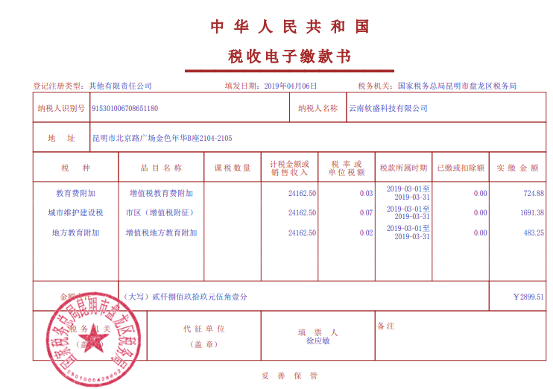 中华人民共和国
税收电子缴款书
登记注册类型: 其他有限责任公司 填发日期: 2019年04月06日 税务机关: 国家税务总局昆明市盘龙区税务局
纳税人识别号 915301006708651180 纳税人名称 云南软盛科技有限公司
地 址 昆明市北京路广场金色年华B座2104-2105
税 种 品目名称 课税数量 计税金额或销售收入 税率或单位税额 税款所属时期 已缴或扣除额 实缴金额
教育费附加 增值税教育费附加 24162.50 0.03 2019-03-01至2019-03-31 0.00 724.88
城市维护建设税 市区（增值税附征） 24162.50 0.07 2019-03-01至2019-03-31 0.00 1691.38
地方教育附加 增值税地方教育附加 24162.50 0.02 2019-03-01至2019-03-31 0.00 483.25
金额 （大写）贰仟捌佰玖拾玖元伍角壹分 ￥2899.51
税务机关 代征单位 填票人 备注
（盖章） （盖章） 徐应敏
妥善保管